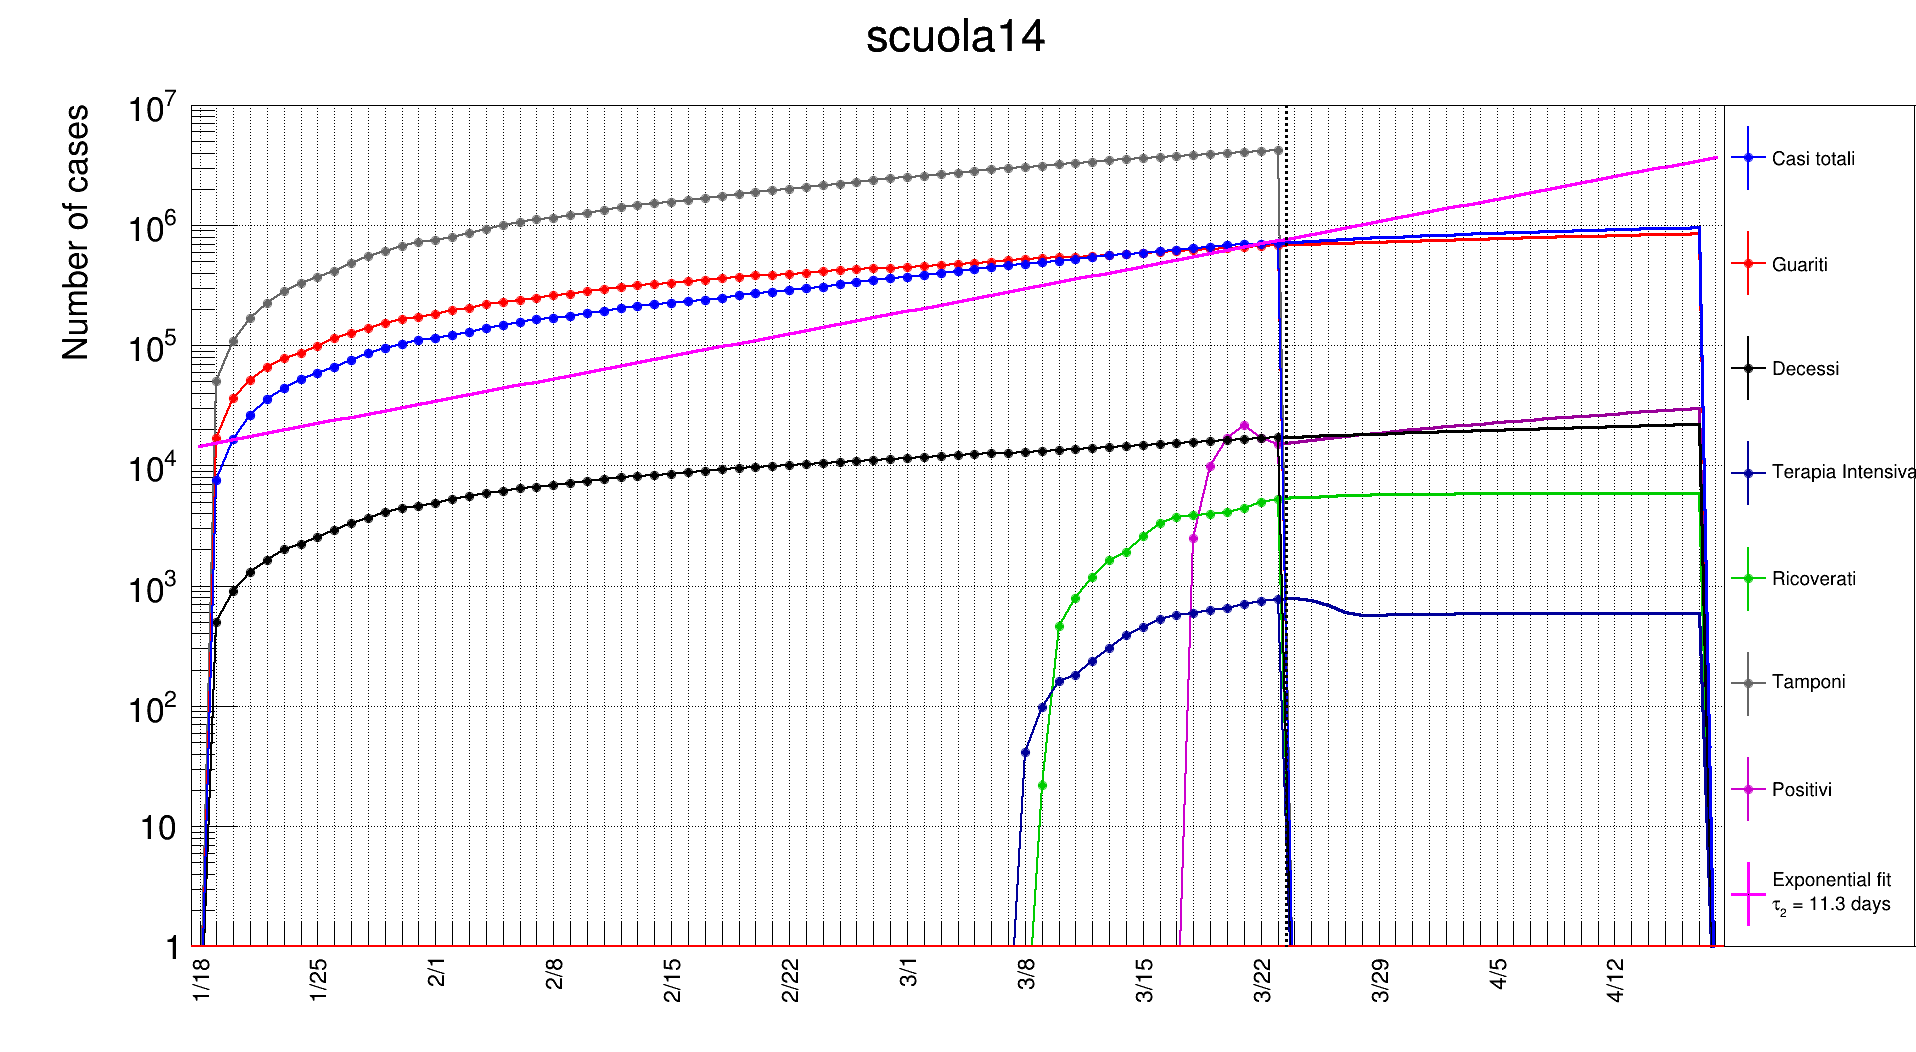 scuola14
Number of cases
10^7
10^6
10^5
10^4
10^3
10^2
10
1
1/18
1/25
2/1
2/8
2/15
2/22
3/1
3/8
3/15
3/22
3/29
4/5
4/12
Casi totali
Guariti
Decessi
Terapia Intensiva
Ricoverati
Tamponi
Positivi
Exponential fit
τ_2 = 11.3 days